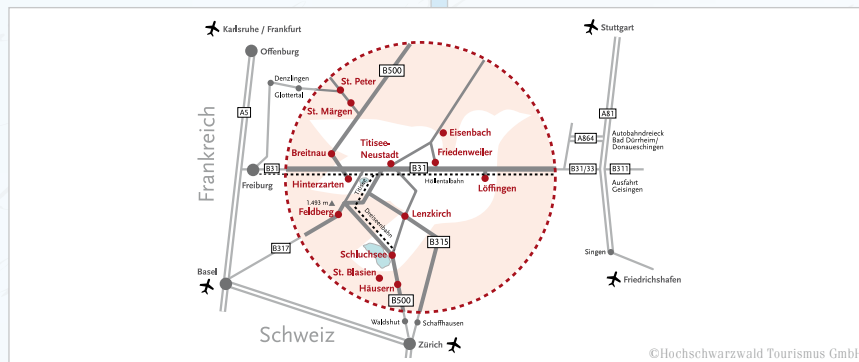 Karlsruhe / Frankfurt
Stuttgart
Offenburg
B500
Denzlingen
St. Peter
Glottertal
St. Märgen
A5
A81
Frankreich
Eisenbach
A864
Autobahndreieck
Bad Dürrheim/
Donaueschingen
Titisee-
Neustadt
Breitnau
Friedenweiler
B31
B31
B31/33
B311
Freiburg
Hinterzarten
Titisee
Höllentalbahn
Löffingen
Ausfahrt
Geisingen
1.493 m
Feldberg
Dreiseenbahn
Lenzkirch
B317
B315
Schluchsee
Singen
Basel
St. Blasien
Häusern
Friedrichshafen
B500
Waldshut
Schaffhausen
Schweiz
Zürich
©Hochschwarzwald Tourismus GmbH